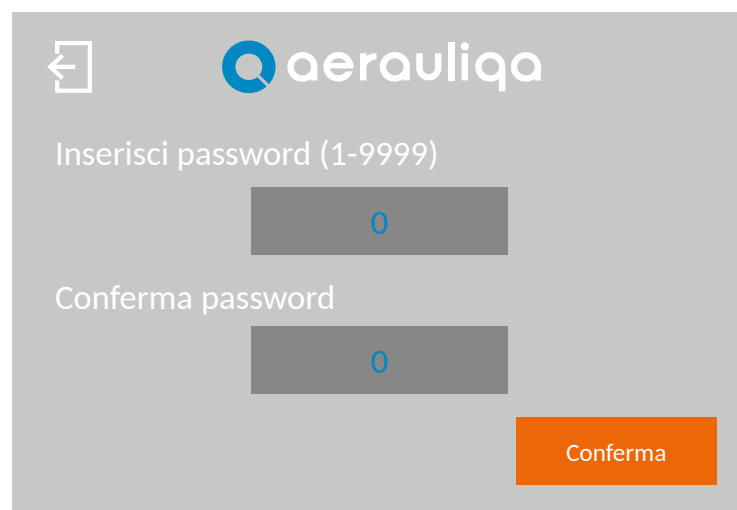 aerauliqa
Inserisci password (1-9999)
0
Conferma password
0
Conferma